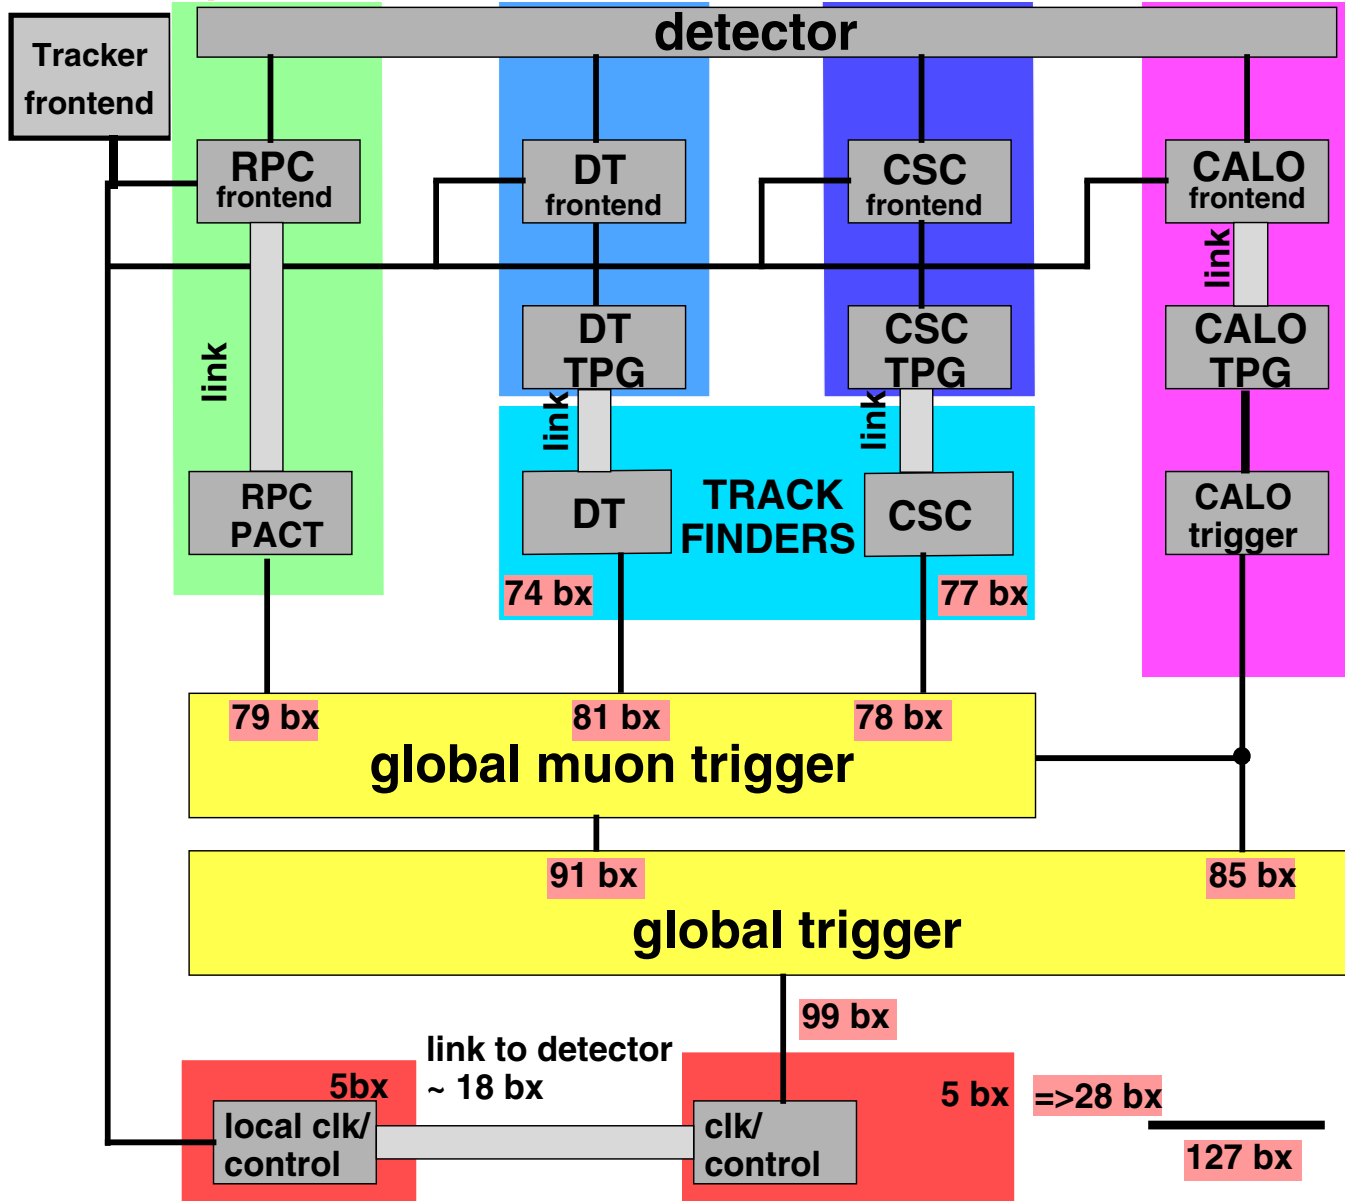 detector
Tracker
frontend
RPC
frontend
DT
frontend
CSC
frontend
CALO
frontend
link
DT
TPG
CSC
TPG
CALO
TPG
link
link
link
RPC
PACT
DT
TRACK
FINDERS
CSC
CALO
trigger
74 bx
77 bx
79 bx
81 bx
78 bx
global muon trigger
91 bx
85 bx
global trigger
99 bx
link to detector
~ 18 bx
5bx
local clk/
control
clk/
control
5 bx
=>28 bx
127 bx